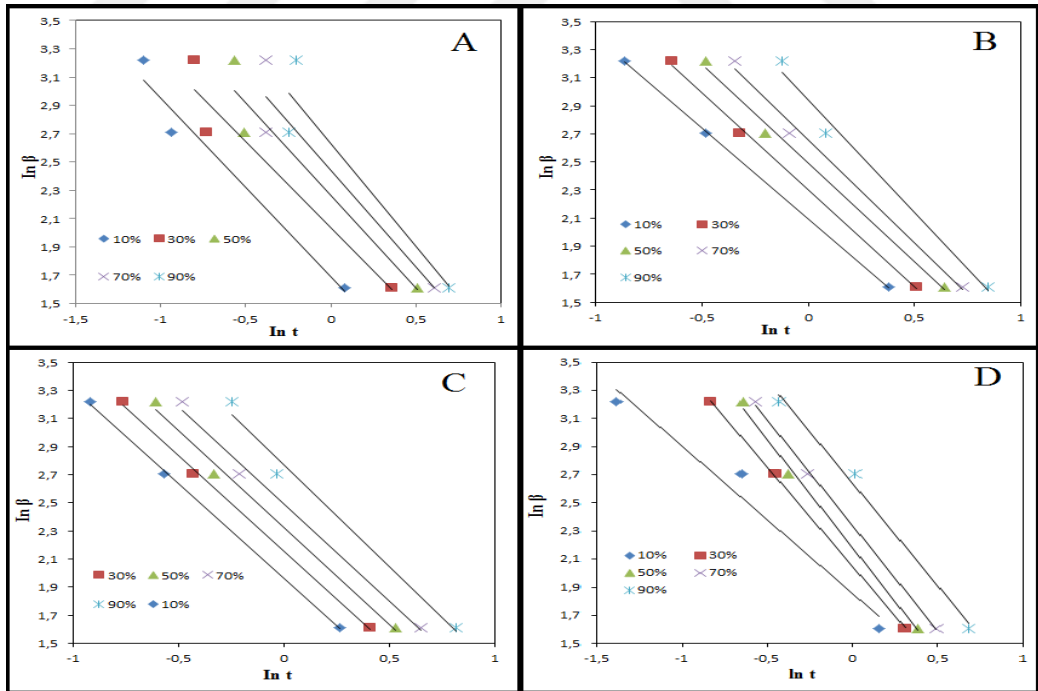 A
3,5
3,3
3,1
2,9
2,7
2,5
2,3
2,1
1,9
1,7
1,5
ln β
10% 30% 50%
70% 90%
-1,5 -1 -0,5 0 0,5 1
ln t
B
3,5
3,3
3,1
2,9
2,7
2,5
2,3
2,1
1,9
1,7
1,5
ln β
10% 30%
50% 70%
90%
-1 -0,5 0 0,5 1
ln t
C
3,5
3,3
3,1
2,9
2,7
2,5
2,3
2,1
1,9
1,7
1,5
ln β
30% 50% 70%
90% 10%
-1 -0,5 0 0,5 1
ln t
D
3,5
3,3
3,1
2,9
2,7
2,5
2,3
2,1
1,9
1,7
1,5
ln β
10% 30%
50% 70%
90%
-1,5 -1 -0,5 0 0,5 1
ln t